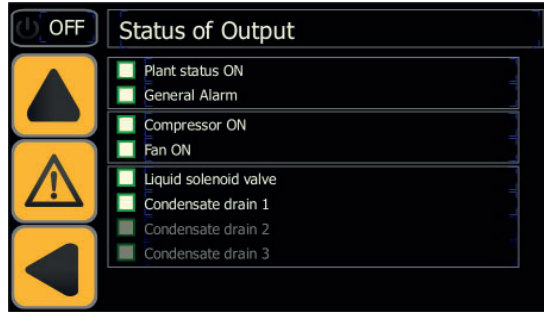 OFF
Status of Output
Plant status ON
General Alarm
Compressor ON
Fan ON
Liquid solenoid valve
Condensate drain 1
Condensate drain 2
Condensate drain 3